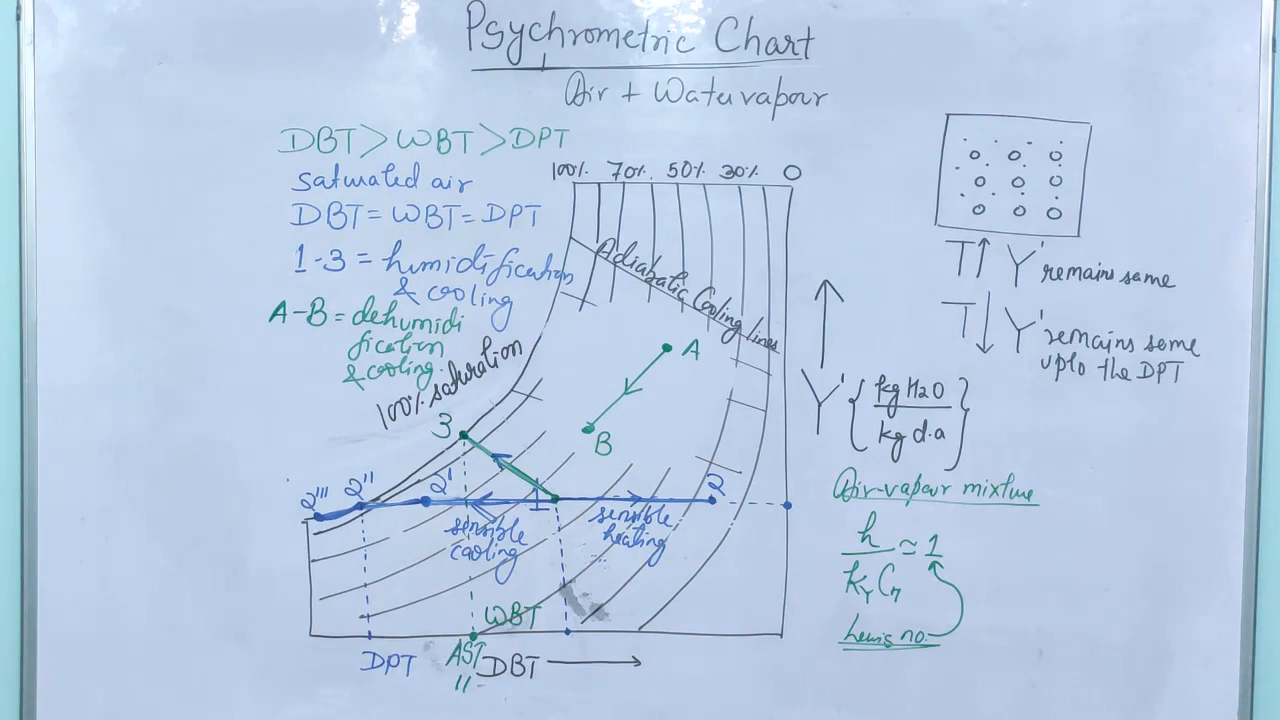 Psychrometric Chart
Air + Water vapour
DBT > WBT > DPT
saturated air
DBT = WBT = DPT
1-3 = humidification
& cooling
A-B = dehumidi
fication
& cooling.
100% saturation
100% 70% 50% 30% 0
Adiabatic Cooling lines
A
B
3
2''' 2'' 2' 1 2
sensible
cooling
sensible
heating
WBT
DPT
AST
DBT
"
Y' { kg H2O / kg d.a }
T↑ Y' remains same
T↓ Y' remains same
upto the DPT
Air-vapour mixture
h / kY Cs ≃ 1
Lewis no.